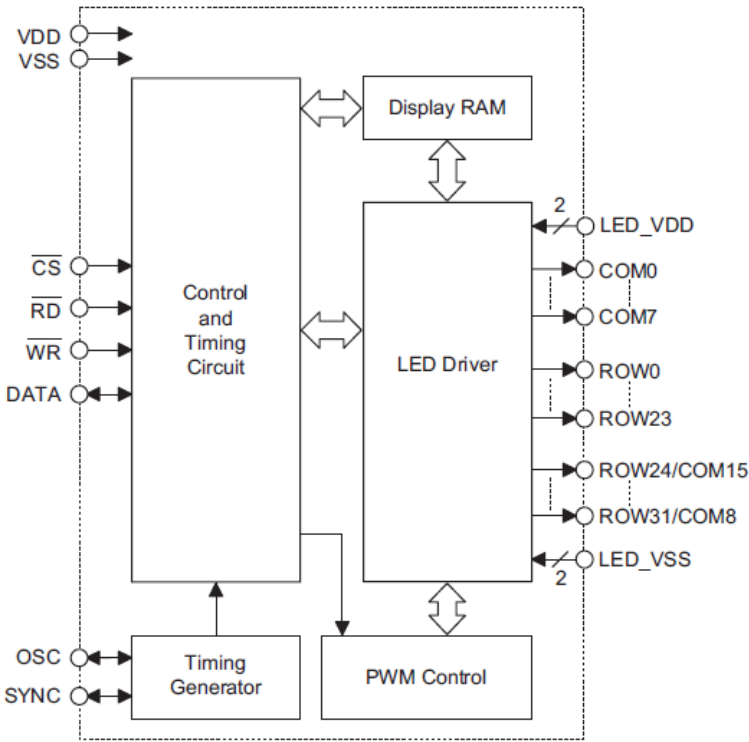 VDD
VSS
Display RAM
2
LED_VDD
CS
COM0
RD
Control
and
Timing
Circuit
COM7
WR
LED Driver
ROW0
DATA
ROW23
ROW24/COM15
ROW31/COM8
LED_VSS
2
OSC
SYNC
Timing
Generator
PWM Control